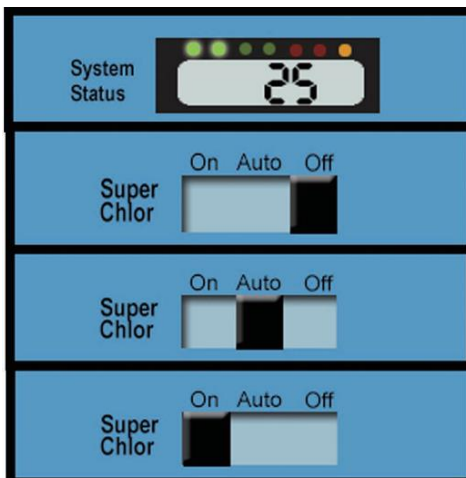 System
Status
25
On Auto Off
Super
Chlor
On Auto Off
Super
Chlor
On Auto Off
Super
Chlor